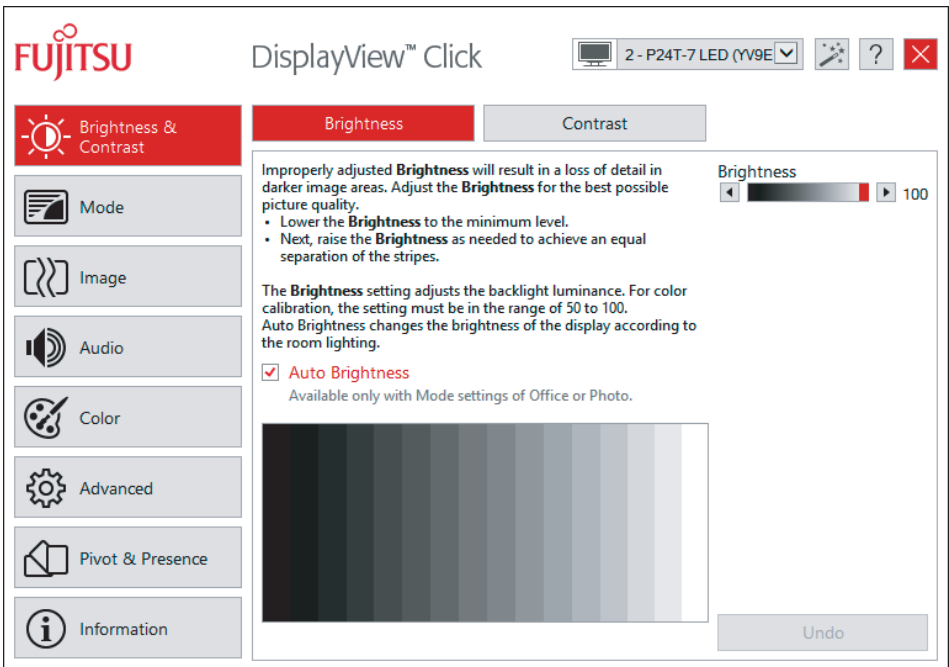 FUJITSU
DisplayView™ Click
2 - P24T-7 LED (YV9E
?
Brightness &
Contrast
Mode
Image
Audio
Color
Advanced
Pivot & Presence
Information
Brightness
Contrast
Improperly adjusted Brightness will result in a loss of detail in
darker image areas. Adjust the Brightness for the best possible
picture quality.
• Lower the Brightness to the minimum level.
• Next, raise the Brightness as needed to achieve an equal
separation of the stripes.
The Brightness setting adjusts the backlight luminance. For color
calibration, the setting must be in the range of 50 to 100.
Auto Brightness changes the brightness of the display according to
the room lighting.
Auto Brightness
Available only with Mode settings of Office or Photo.
Brightness
100
Undo